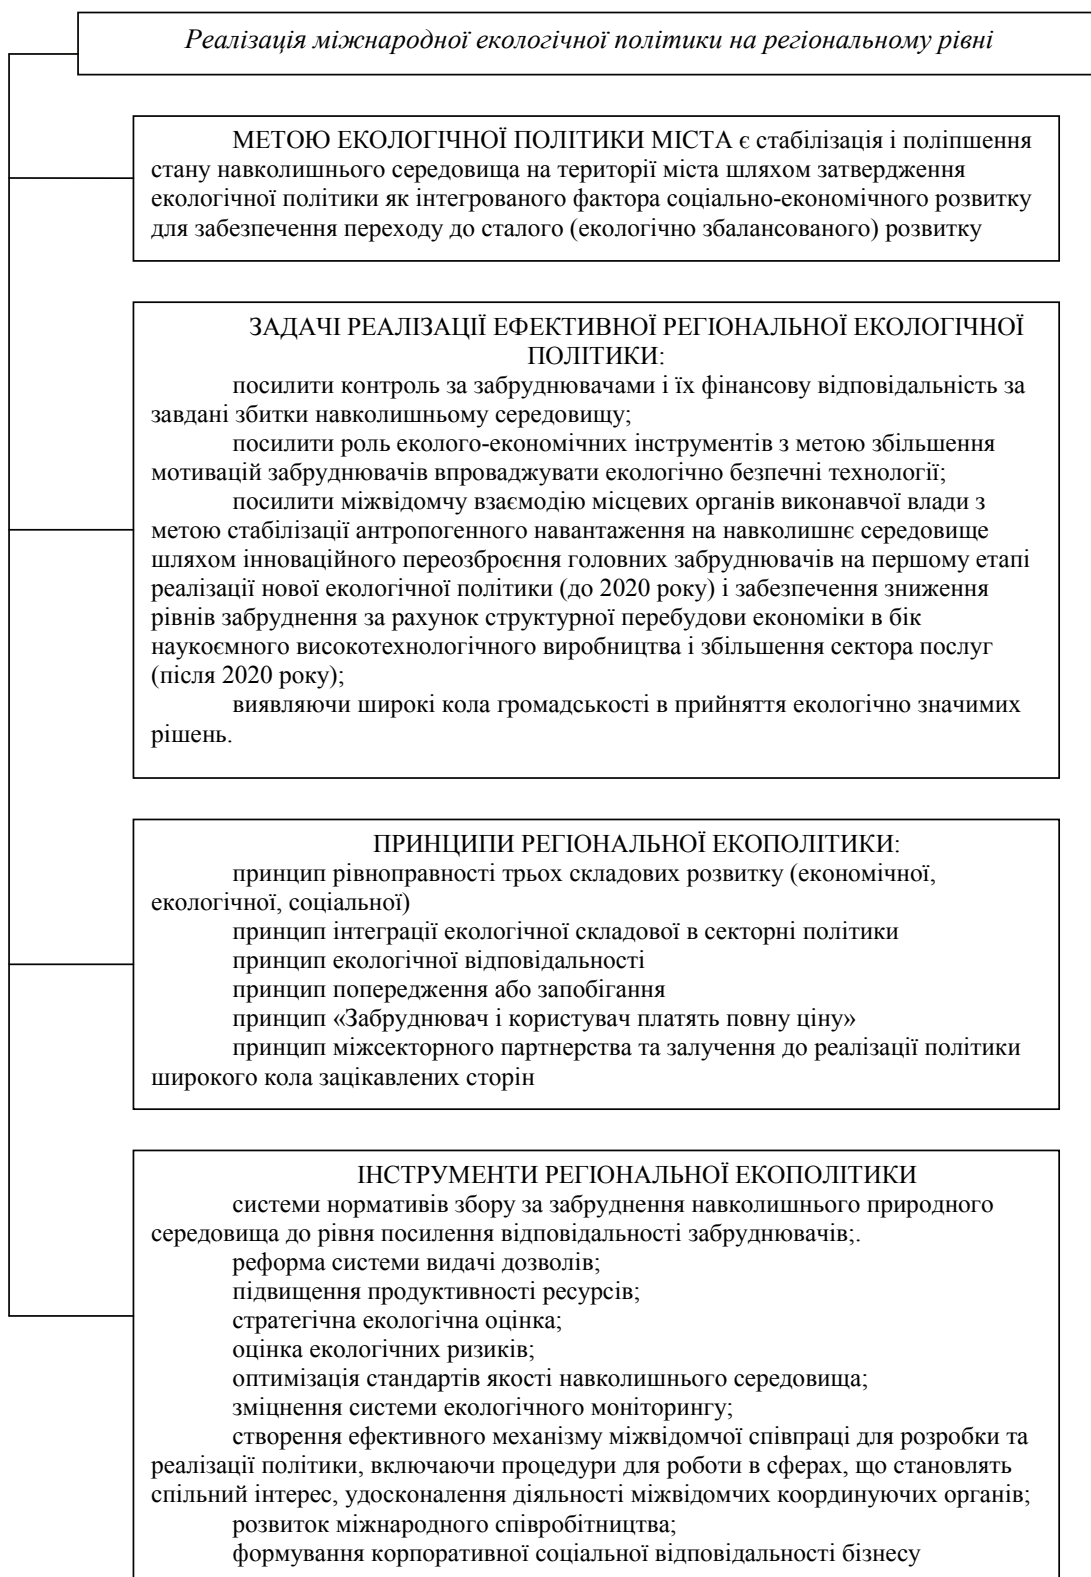 Реалізація міжнародної екологічної політики на регіональному рівні
МЕТОЮ ЕКОЛОГІЧНОЇ ПОЛІТИКИ МІСТА є стабілізація і поліпшення
стану навколишнього середовища на території міста шляхом затвердження
екологічної політики як інтегрованого фактора соціально-економічного розвитку
для забезпечення переходу до сталого (екологічно збалансованого) розвитку
ЗАДАЧІ РЕАЛІЗАЦІЇ ЕФЕКТИВНОЇ РЕГІОНАЛЬНОЇ ЕКОЛОГІЧНОЇ
ПОЛІТИКИ:
посилити контроль за забруднювачами і їх фінансову відповідальність за
завдані збитки навколишньому середовищу;
посилити роль еколого-економічних інструментів з метою збільшення
мотивацій забруднювачів впроваджувати екологічно безпечні технології;
посилити міжвідомчу взаємодію місцевих органів виконавчої влади з
метою стабілізації антропогенного навантаження на навколишнє середовище
шляхом інноваційного переозброєння головних забруднювачів на першому етапі
реалізації нової екологічної політики (до 2020 року) і забезпечення зниження
рівнів забруднення за рахунок структурної перебудови економіки в бік
наукоємного високотехнологічного виробництва і збільшення сектора послуг
(після 2020 року);
виявляючи широкі кола громадськості в прийняття екологічно значимих
рішень.
ПРИНЦИПИ РЕГІОНАЛЬНОЇ ЕКОПОЛІТИКИ:
принцип рівноправності трьох складових розвитку (економічної,
екологічної, соціальної)
принцип інтеграції екологічної складової в секторні політики
принцип екологічної відповідальності
принцип попередження або запобігання
принцип «Забруднювач і користувач платять повну ціну»
принцип міжсекторного партнерства та залучення до реалізації політики
широкого кола зацікавлених сторін
ІНСТРУМЕНТИ РЕГІОНАЛЬНОЇ ЕКОПОЛІТИКИ
системи нормативів збору за забруднення навколишнього природного
середовища до рівня посилення відповідальності забруднювачів;.
реформа системи видачі дозволів;
підвищення продуктивності ресурсів;
стратегічна екологічна оцінка;
оцінка екологічних ризиків;
оптимізація стандартів якості навколишнього середовища;
зміцнення системи екологічного моніторингу;
створення ефективного механізму міжвідомчої співпраці для розробки та
реалізації політики, включаючи процедури для роботи в сферах, що становлять
спільний інтерес, удосконалення діяльності міжвідомчих координуючих органів;
розвиток міжнародного співробітництва;
формування корпоративної соціальної відповідальності бізнесу